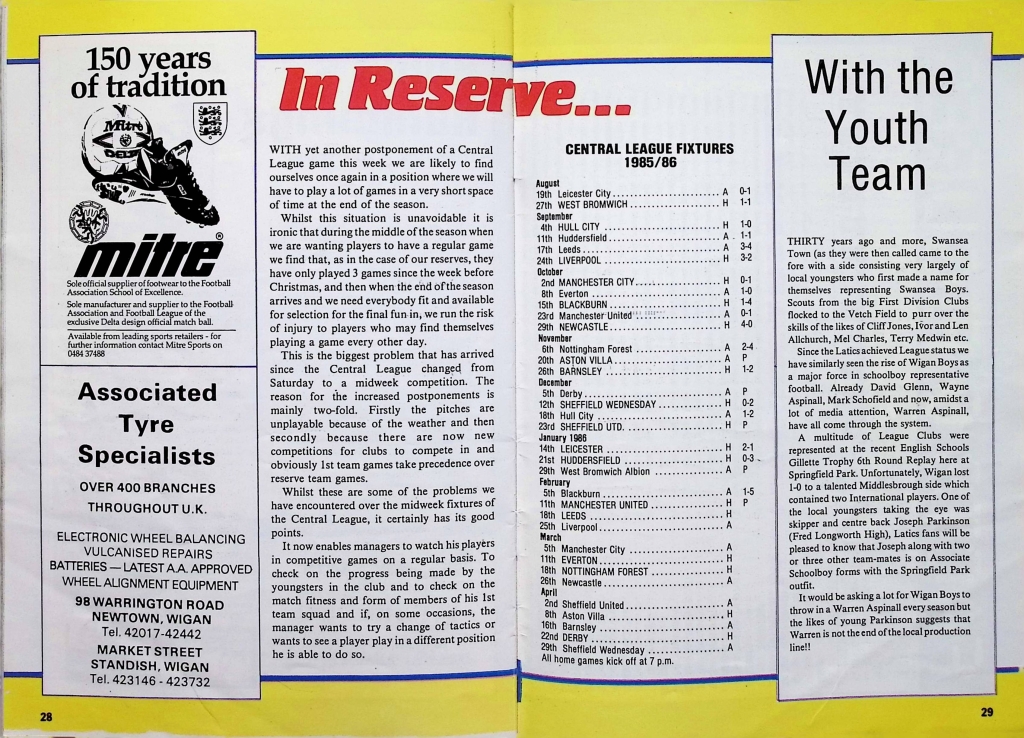 150 years
of tradition
Mitre
DELTA
mitre®
Sole official supplier of footwear to the Football
Association School of Excellence.
Sole manufacturer and supplier to the Football
Association and Football League of the
exclusive Delta design official match ball.
Available from leading sports retailers - for
further information contact Mitre Sports on
0484 37488
Associated
Tyre
Specialists
OVER 400 BRANCHES
THROUGHOUT U.K.
ELECTRONIC WHEEL BALANCING
VULCANISED REPAIRS
BATTERIES — LATEST A.A. APPROVED
WHEEL ALIGNMENT EQUIPMENT
98 WARRINGTON ROAD
NEWTOWN, WIGAN
Tel. 42017-42442
MARKET STREET
STANDISH, WIGAN
Tel. 423146 - 423732
28
In Reserve...
WITH yet another postponement of a Central
League game this week we are likely to find
ourselves once again in a position where we will
have to play a lot of games in a very short space
of time at the end of the season.
Whilst this situation is unavoidable it is
ironic that during the middle of the season when
we are wanting players to have a regular game
we find that, as in the case of our reserves, they
have only played 3 games since the week before
Christmas, and then when the end of the season
arrives and we need everybody fit and available
for selection for the final fun-in, we run the risk
of injury to players who may find themselves
playing a game every other day.
This is the biggest problem that has arrived
since the Central League changed from
Saturday to a midweek competition. The
reason for the increased postponements is
mainly two-fold. Firstly the pitches are
unplayable because of the weather and then
secondly because there are now new
competitions for clubs to compete in and
obviously 1st team games take precedence over
reserve team games.
Whilst these are some of the problems we
have encountered over the midweek fixtures of
the Central League, it certainly has its good
points.
It now enables managers to watch his players
in competitive games on a regular basis. To
check on the progress being made by the
youngsters in the club and to check on the
match fitness and form of members of his 1st
team squad and if, on some occasions, the
manager wants to try a change of tactics or
wants to see a player play in a different position
he is able to do so.
CENTRAL LEAGUE FIXTURES
1985/86
August
19th Leicester City ........................ A 0-1
27th WEST BROMWICH ..................... H 1-1
September
4th HULL CITY ........................... H 1-0
11th Huddersfield ......................... A 1-1
17th Leeds ............................... A 3-4
24th LIVERPOOL .......................... H 3-2
October
2nd MANCHESTER CITY ................... H 0-1
8th Everton ............................. A 1-0
15th BLACKBURN ......................... H 1-4
23rd Manchester United ................... A 0-1
29th NEWCASTLE ......................... H 4-0
November
6th Nottingham Forest ................... A 2-4
20th ASTON VILLA ........................ A P
26th BARNSLEY .......................... H 1-2
December
5th Derby ............................... A P
12th SHEFFIELD WEDNESDAY .............. H 0-2
18th Hull City ........................... A 1-2
23rd SHEFFIELD UTD. ..................... H P
January 1986
14th LEICESTER .......................... H 2-1
21st HUDDERSFIELD ...................... H 0-3
29th West Bromwich Albion ............... A P
February
5th Blackburn ........................... A 1-5
11th MANCHESTER UNITED ................ H P
18th LEEDS .............................. H
25th Liverpool ........................... A
March
5th Manchester City ..................... A
11th EVERTON ............................ H
18th NOTTINGHAM FOREST ................ H
26th Newcastle .......................... A
April
2nd Sheffield United ..................... A
8th Aston Villa .......................... H
16th Barnsley ............................ A
22nd DERBY .............................. H
29th Sheffield Wednesday ................. A
All home games kick off at 7 p.m.
With the
Youth
Team
THIRTY years ago and more, Swansea
Town (as they were then called came to the
fore with a side consisting very largely of
local youngsters who first made a name for
themselves representing Swansea Boys.
Scouts from the big First Division Clubs
flocked to the Vetch Field to purr over the
skills of the likes of Cliff Jones, Ivor and Len
Allchurch, Mel Charles, Terry Medwin etc.
Since the Latics achieved League status we
have similarly seen the rise of Wigan Boys as
a major force in schoolboy representative
football. Already David Glenn, Wayne
Aspinall, Mark Schofield and now, amidst a
lot of media attention, Warren Aspinall,
have all come through the system.
A multitude of League Clubs were
represented at the recent English Schools
Gillette Trophy 6th Round Replay here at
Springfield Park. Unfortunately, Wigan lost
1-0 to a talented Middlesbrough side which
contained two International players. One of
the local youngsters taking the eye was
skipper and centre back Joseph Parkinson
(Fred Longworth High), Latics fans will be
pleased to know that Joseph along with two
or three other team-mates is on Associate
Schoolboy forms with the Springfield Park
outfit.
It would be asking a lot for Wigan Boys to
throw in a Warren Aspinall every season but
the likes of young Parkinson suggests that
Warren is not the end of the local production
line!!
29